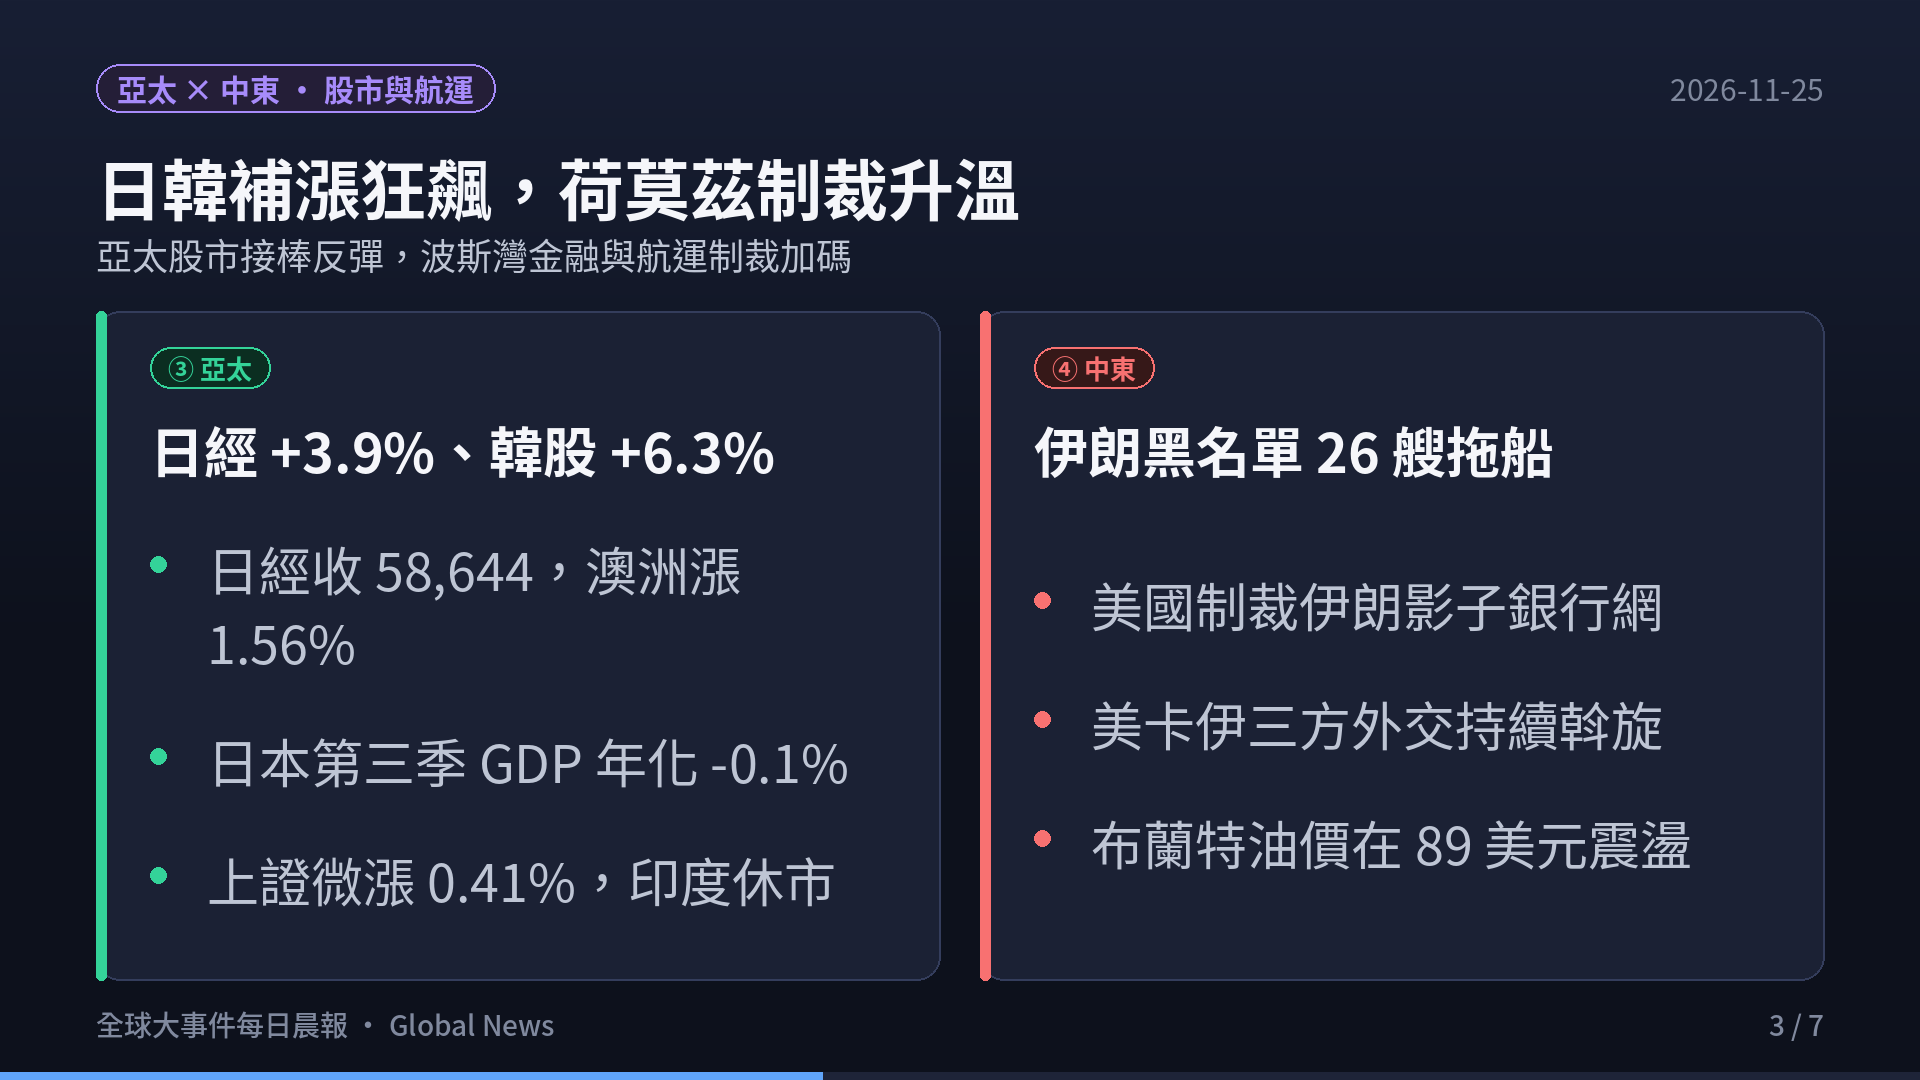 亞太 × 中東 · 股市與航運
2026-11-25
日韓補漲狂飆，荷莫茲制裁升溫
亞太股市接棒反彈，波斯灣金融與航運制裁加碼
③ 亞太
日經 +3.9%、韓股 +6.3%
日經收 58,644，澳洲漲
1.56%
日本第三季 GDP 年化 -0.1%
上證微漲 0.41%，印度休市
④ 中東
伊朗黑名單 26 艘拖船
美國制裁伊朗影子銀行網
美卡伊三方外交持續斡旋
布蘭特油價在 89 美元震盪
全球大事件每日晨報 · Global News
3 / 7